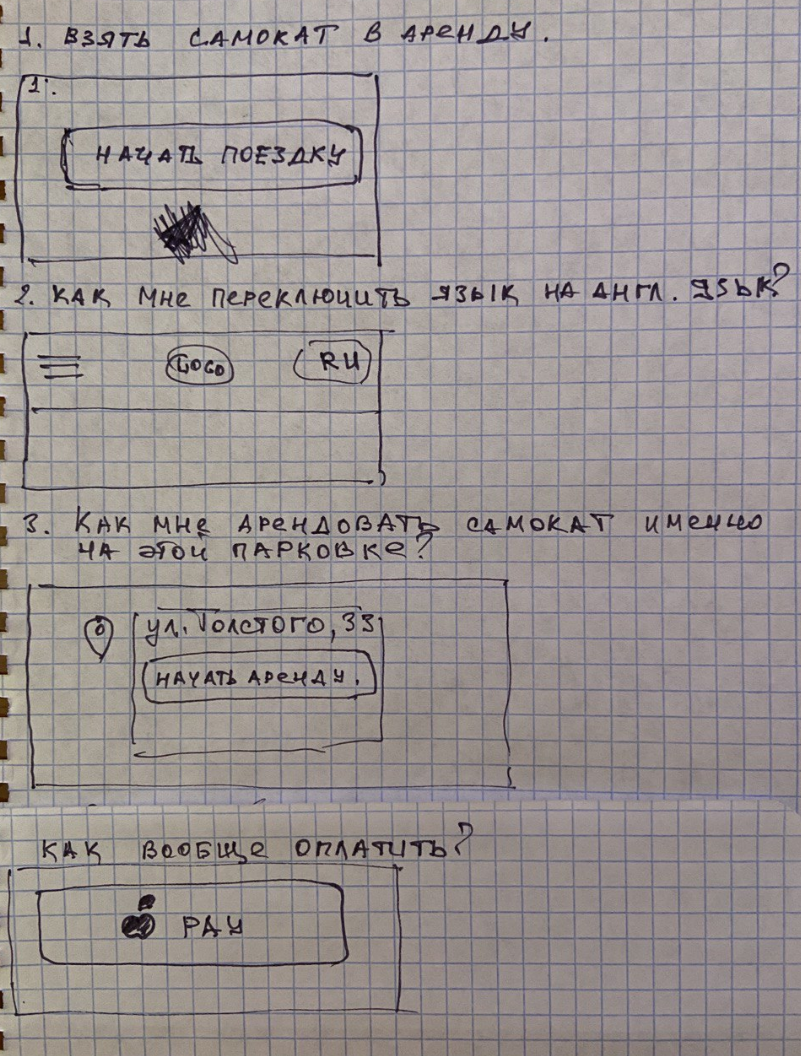 1. ВЗЯТЬ САМОКАТ В АРЕНДУ.
1.
НАЧАТЬ ПОЕЗДКУ
2. КАК МНЕ ПЕРЕКЛЮЧИТЬ ЯЗЫК НА АНГЛ. ЯЗЫК?
LOGO
RU
3. КАК МНЕ АРЕНДОВАТЬ САМОКАТ ИМЕННО
НА ЭТОЙ ПАРКОВКЕ?
ул. Толстого, 33
НАЧАТЬ АРЕНДУ.
КАК ВООБЩЕ ОПЛАТИТЬ?
PAY